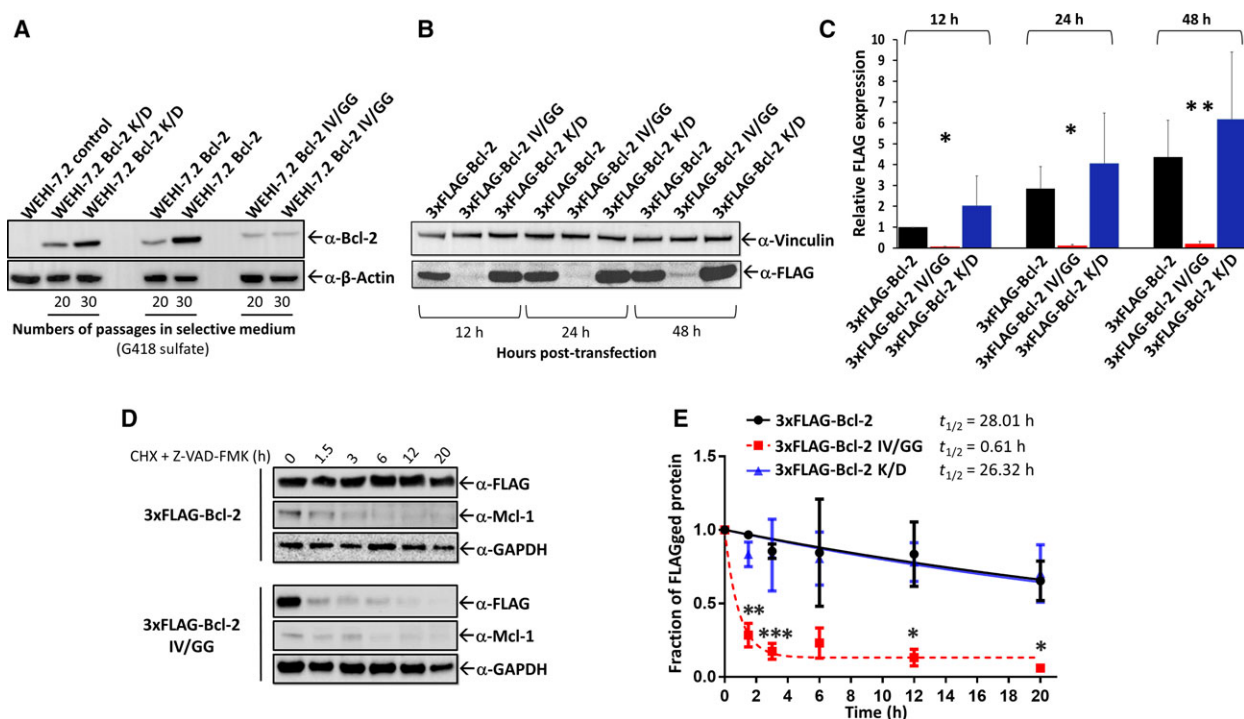 A
WEHI-7.2 control
WEHI-7.2 Bcl-2 K/D
WEHI-7.2 Bcl-2 K/D
WEHI-7.2 Bcl-2
WEHI-7.2 Bcl-2
WEHI-7.2 Bcl-2 IV/GG
WEHI-7.2 Bcl-2 IV/GG
←α-Bcl-2
←α-β-Actin
20 30 20 30 20 30
Numbers of passages in selective medium
(G418 sulfate)
B
3xFLAG-Bcl-2
3xFLAG-Bcl-2 IV/GG
3xFLAG-Bcl-2 K/D
3xFLAG-Bcl-2
3xFLAG-Bcl-2 IV/GG
3xFLAG-Bcl-2 K/D
3xFLAG-Bcl-2
3xFLAG-Bcl-2 IV/GG
3xFLAG-Bcl-2 K/D
←α-Vinculin
←α-FLAG
12 h 24 h 48 h
Hours post-transfection
C
12 h 24 h 48 h
Relative FLAG expression
10
9
8
7
6
5
4
3
2
1
0
* * **
3xFLAG-Bcl-2
3xFLAG-Bcl-2 IV/GG
3xFLAG-Bcl-2 K/D
3xFLAG-Bcl-2
3xFLAG-Bcl-2 IV/GG
3xFLAG-Bcl-2 K/D
3xFLAG-Bcl-2
3xFLAG-Bcl-2 IV/GG
3xFLAG-Bcl-2 K/D
D
CHX + Z-VAD-FMK (h) 0 1.5 3 6 12 20
3xFLAG-Bcl-2
←α-FLAG
←α-Mcl-1
←α-GAPDH
3xFLAG-Bcl-2
IV/GG
←α-FLAG
←α-Mcl-1
←α-GAPDH
E
3xFLAG-Bcl-2 t1/2 = 28.01 h
3xFLAG-Bcl-2 IV/GG t1/2 = 0.61 h
3xFLAG-Bcl-2 K/D t1/2 = 26.32 h
Fraction of FLAGged protein
1.5
1.0
0.5
0.0
** *** * *
0 2 4 6 8 10 12 14 16 18 20
Time (h)